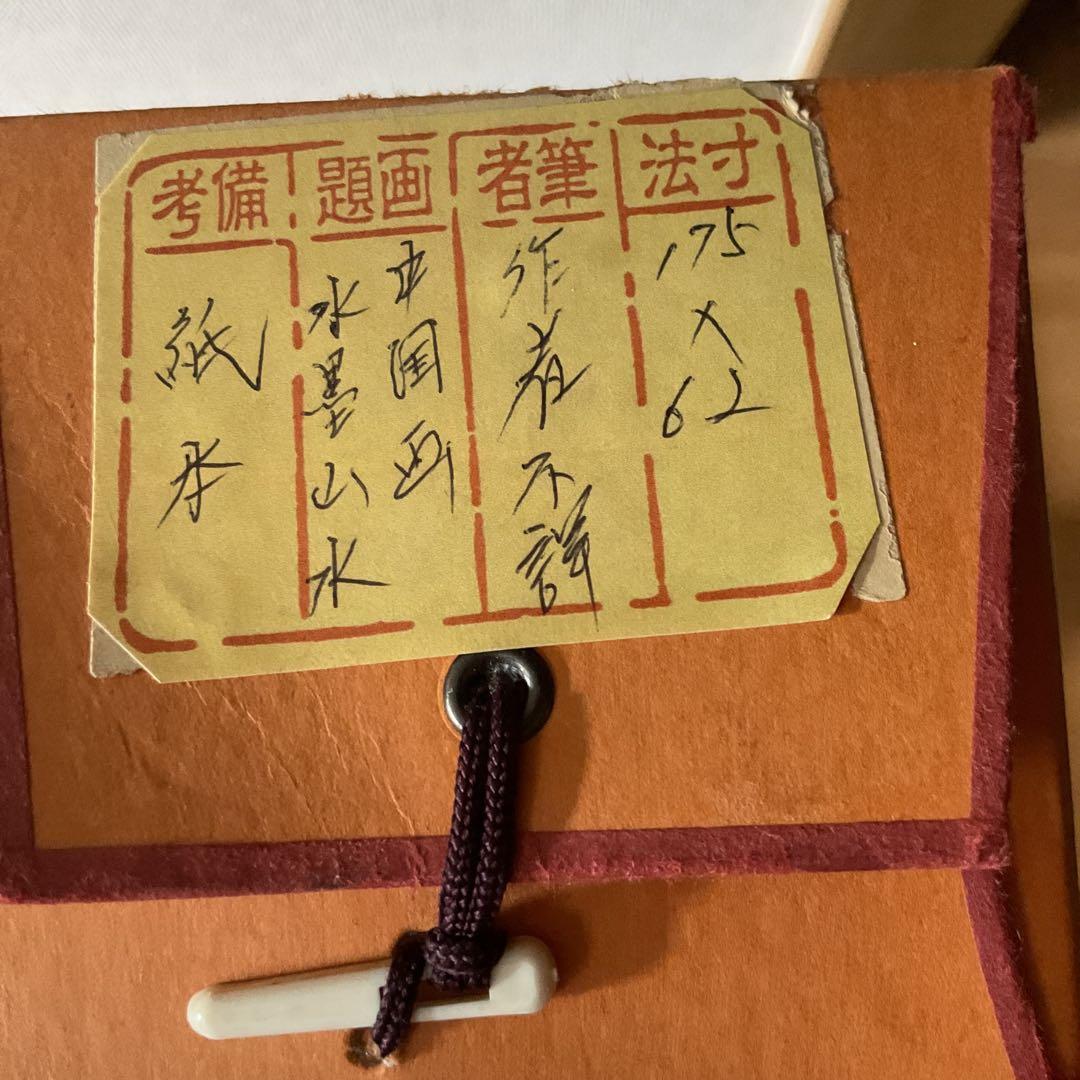 寸法
175
×
62
筆者
作者不詳
画題
中国画
水墨山水
備考
紙本